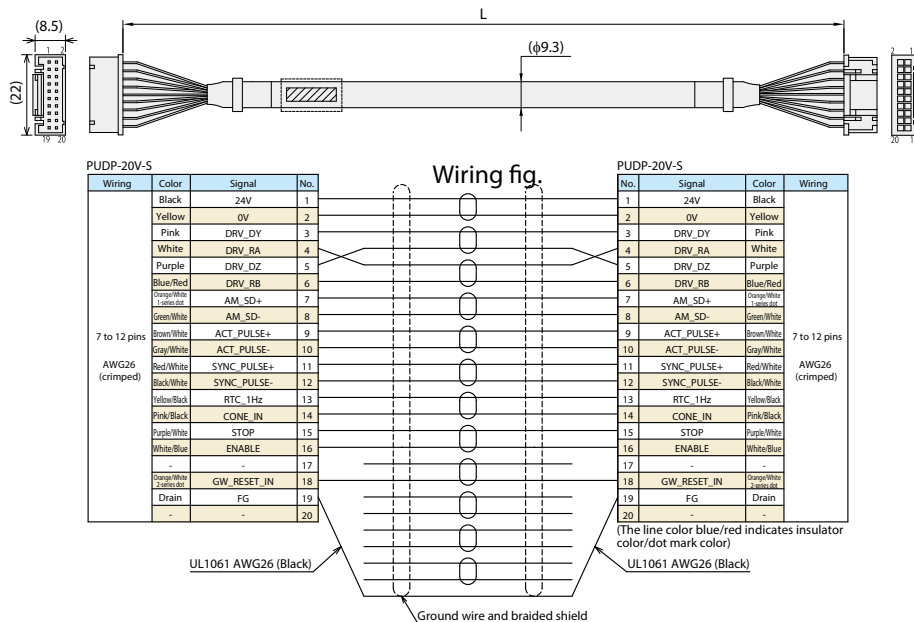 L
(8.5)
(φ9.3)
(22)
1 2
19 20
2 1
20 19
PUDP-20V-S
Wiring fig.
PUDP-20V-S
Wiring Color Signal No.
Black 24V 1
Yellow 0V 2
Pink DRV_DY 3
White DRV_RA 4
Purple DRV_DZ 5
Blue/Red DRV_RB 6
Orange/White 1-series dot AM_SD+ 7
Green/White AM_SD- 8
7 to 12 pins
AWG26
(crimped)
Brown/White ACT_PULSE+ 9
Gray/White ACT_PULSE- 10
Red/White SYNC_PULSE+ 11
Black/White SYNC_PULSE- 12
Yellow/Black RTC_1Hz 13
Pink/Black CONE_IN 14
Purple/White STOP 15
White/Blue ENABLE 16
- - 17
Orange/White 2-series dot GW_RESET_IN 18
Drain FG 19
- - 20
No. Signal Color Wiring
1 24V Black
2 0V Yellow
3 DRV_DY Pink
4 DRV_RA White
5 DRV_DZ Purple
6 DRV_RB Blue/Red
7 AM_SD+ Orange/White 1-series dot
8 AM_SD- Green/White
9 ACT_PULSE+ Brown/White
10 ACT_PULSE- Gray/White
11 SYNC_PULSE+ Red/White
12 SYNC_PULSE- Black/White
13 RTC_1Hz Yellow/Black
14 CONE_IN Pink/Black
15 STOP Purple/White
16 ENABLE White/Blue
17 - -
18 GW_RESET_IN Orange/White 2-series dot
19 FG Drain
20 - -
7 to 12 pins
AWG26
(crimped)
(The line color blue/red indicates insulator
color/dot mark color)
UL1061 AWG26 (Black)
UL1061 AWG26 (Black)
Ground wire and braided shield